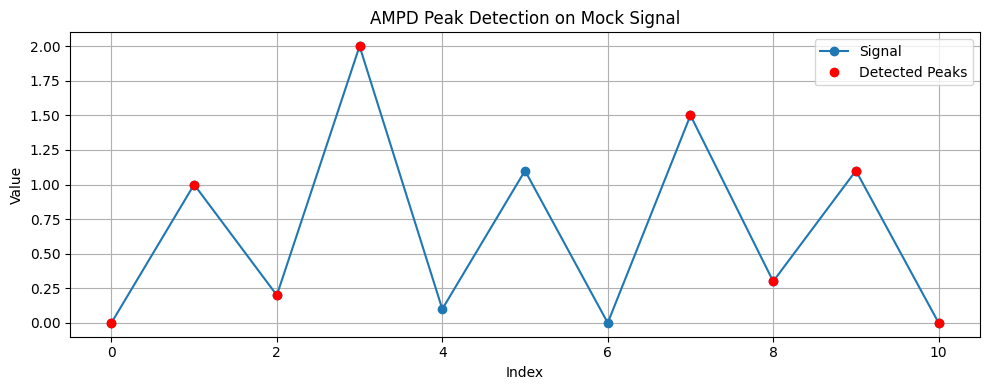 AMPD Peak Detection on Mock Signal
Signal
Detected Peaks
Value
2.00
1.75
1.50
1.25
1.00
0.75
0.50
0.25
0.00
0 2 4 6 8 10
Index